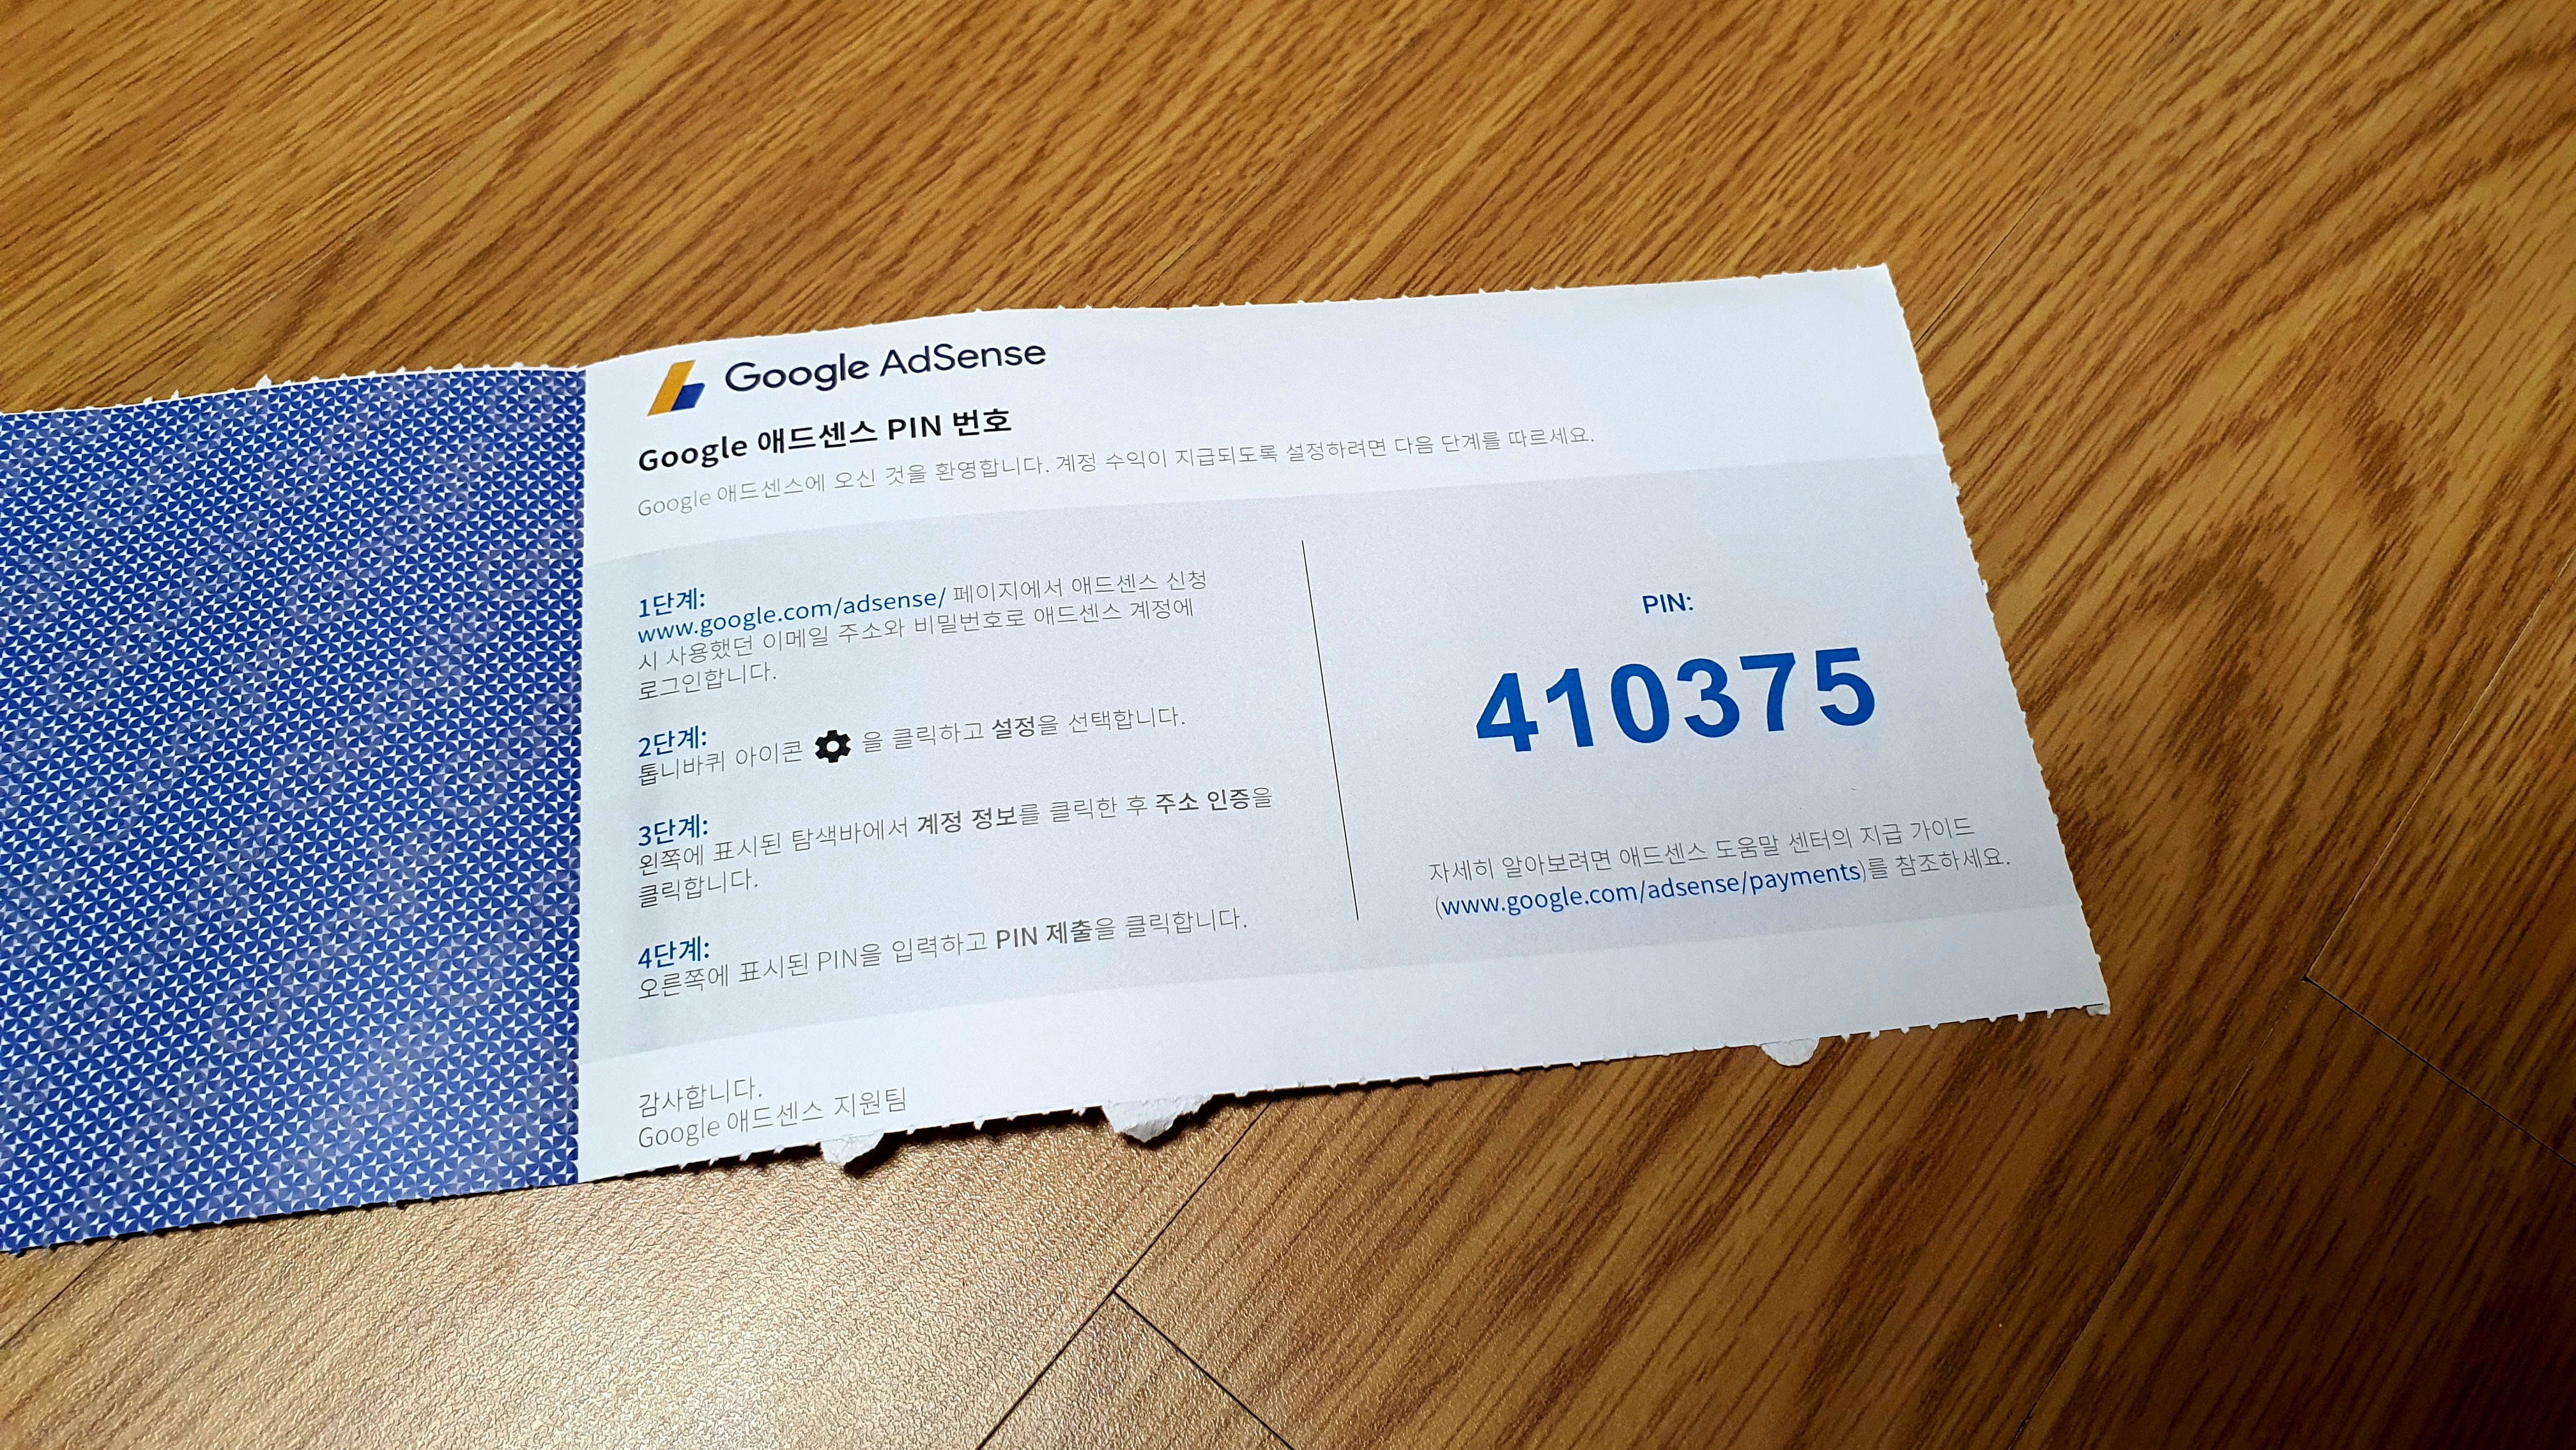 Google AdSense
Google 애드센스 PIN 번호
Google 애드센스에 오신 것을 환영합니다. 계정 수익이 지급되도록 설정하려면 다음 단계를 따르세요.
1단계:
www.google.com/adsense/ 페이지에서 애드센스 신청
시 사용했던 이메일 주소와 비밀번호로 애드센스 계정에
로그인합니다.
2단계:
톱니바퀴 아이콘 을 클릭하고 설정을 선택합니다.
3단계:
왼쪽에 표시된 탐색바에서 계정 정보를 클릭한 후 주소 인증을
클릭합니다.
4단계:
오른쪽에 표시된 PIN을 입력하고 PIN 제출을 클릭합니다.
PIN:
410375
자세히 알아보려면 애드센스 도움말 센터의 지급 가이드
(www.google.com/adsense/payments)를 참조하세요.
감사합니다.
Google 애드센스 지원팀